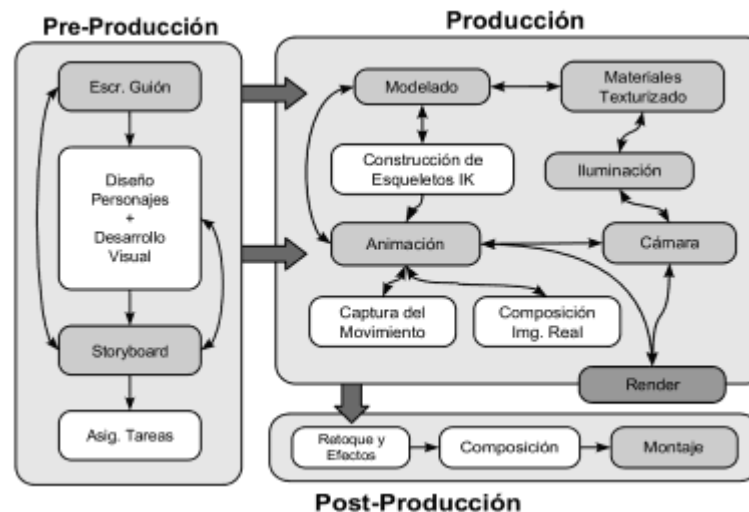 Pre-Producción
Escr. Guión
Diseño
Personajes
+
Desarrollo
Visual
Storyboard
Asig. Tareas
Producción
Modelado
Materiales
Texturizado
Construcción de
Esqueletos IK
Iluminación
Animación
Cámara
Captura del
Movimiento
Composición
Img. Real
Render
Retoque y
Efectos
Composición
Montaje
Post-Producción